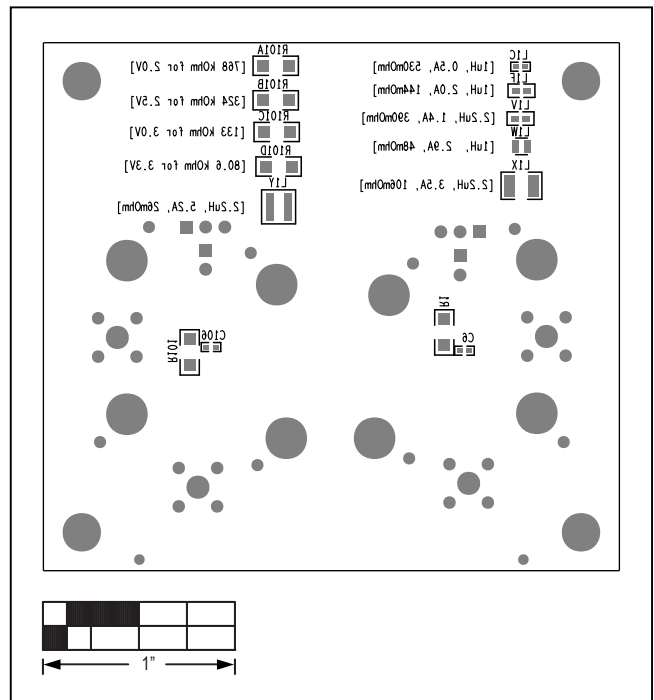 R101A
[768 kOhm for 2.0V]
R101B
[324 kOhm for 2.5V]
R101C
[133 kOhm for 3.0V]
R101D
[80.6 kOhm for 3.3V]
L1Y
[2.2uH, 5.2A, 26mOhm]
L1C
[1uH, 0.5A, 530mOhm]
L1F
[1uH, 2.0A, 144mOhm]
L1V
[2.2uH, 1.4A, 390mOhm]
L1W
[1uH, 2.9A, 48mOhm]
L1X
[2.2uH, 3.5A, 106mOhm]
R101
C106
R1
C6
1"